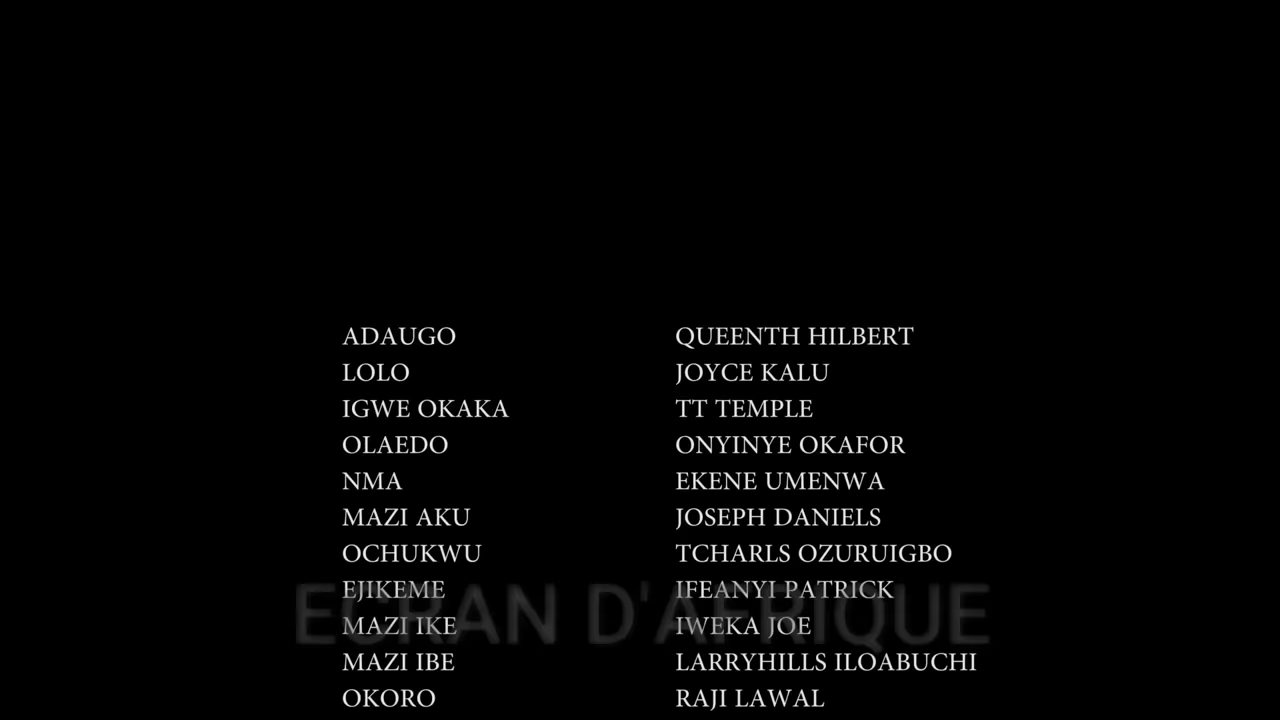 ADAUGO QUEENTH HILBERT
LOLO JOYCE KALU
IGWE OKAKA TT TEMPLE
OLAEDO ONYINYE OKAFOR
NMA EKENE UMENWA
MAZI AKU JOSEPH DANIELS
OCHUKWU TCHARLS OZURUIGBO
EJIKEME IFEANYI PATRICK
ECRAN D'AFRIQUE
MAZI IKE IWEKA JOE
MAZI IBE LARRYHILLS ILOABUCHI
OKORO RAJI LAWAL